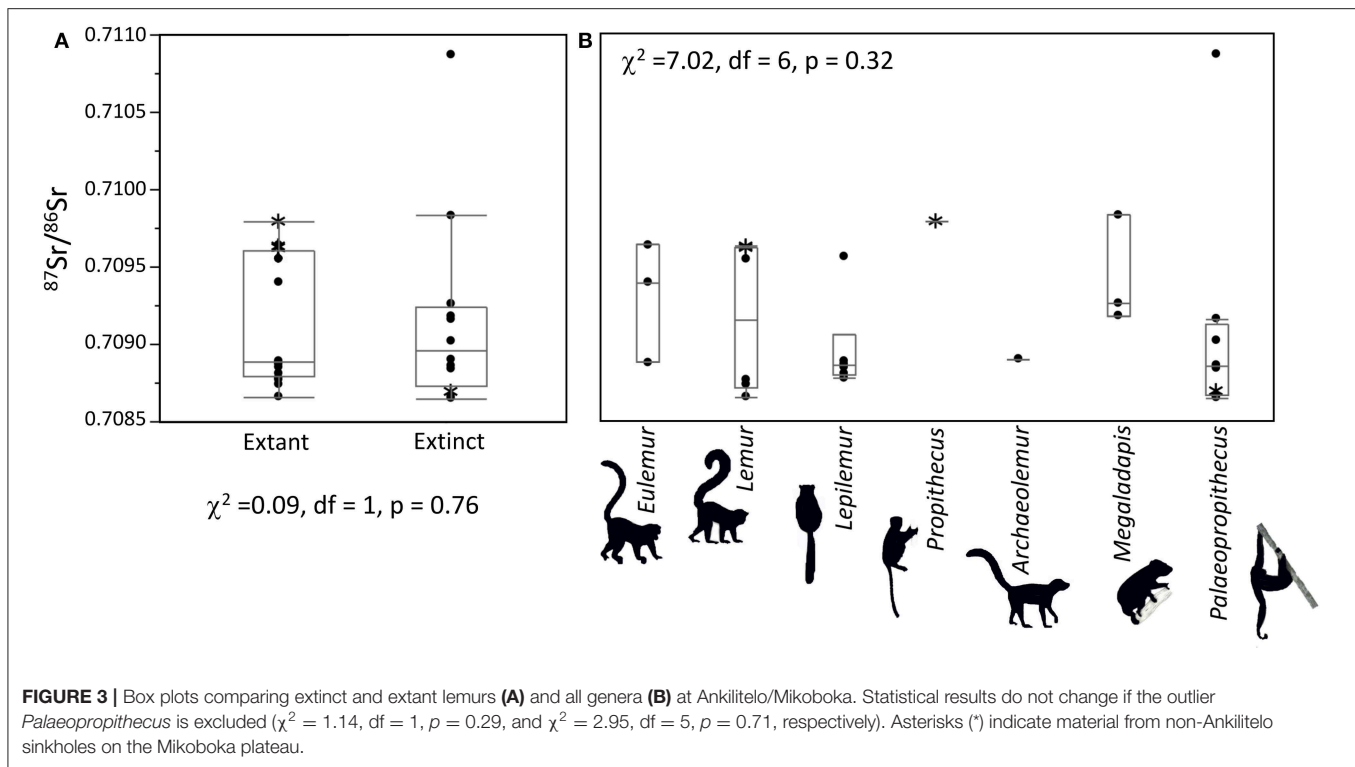 A
0.7110
0.7105
0.7100
0.7095
0.7090
0.7085
⁸⁷Sr/⁸⁶Sr
Extant
Extinct
χ² =0.09, df = 1, p = 0.76
B
χ² =7.02, df = 6, p = 0.32
Eulemur
Lemur
Lepilemur
Propithecus
Archaeolemur
Megaladapis
Palaeopropithecus
FIGURE 3 | Box plots comparing extinct and extant lemurs (A) and all genera (B) at Ankilitelo/Mikoboka. Statistical results do not change if the outlier
Palaeopropithecus is excluded (χ² = 1.14, df = 1, p = 0.29, and χ² = 2.95, df = 5, p = 0.71, respectively). Asterisks (*) indicate material from non-Ankilitelo
sinkholes on the Mikoboka plateau.